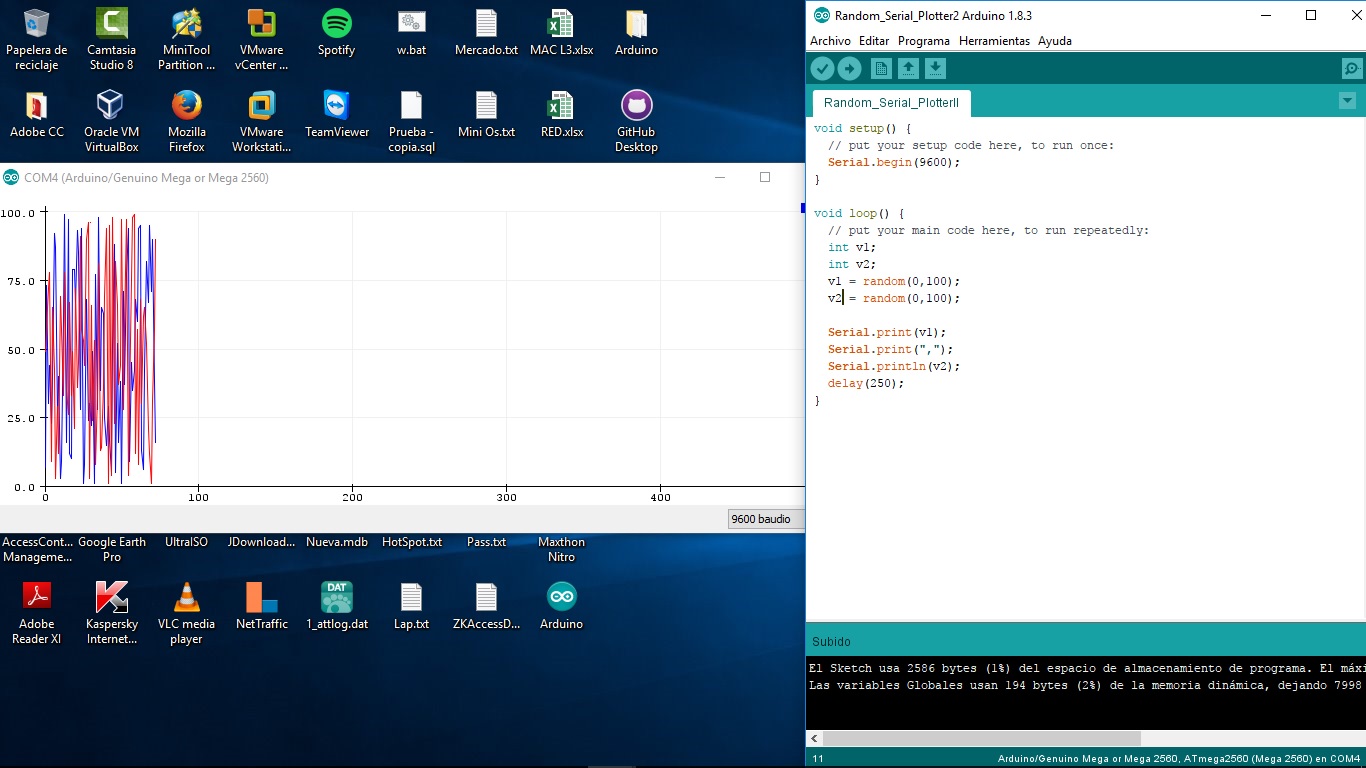 Papelera de
reciclaje
Camtasia
Studio 8
MiniTool
Partition ...
VMware
vCenter ...
Spotify
w.bat
Mercado.txt
MAC L3.xlsx
Arduino
Adobe CC
Oracle VM
VirtualBox
Mozilla
Firefox
VMware
Workstati...
TeamViewer
Prueba -
copia.sql
Mini Os.txt
RED.xlsx
GitHub
Desktop
COM4 (Arduino/Genuino Mega or Mega 2560)
100.0
75.0
50.0
25.0
0.0
0
100
200
300
400
9600 baudio
AccessCont...
Manageme...
Google Earth
Pro
UltraISO
JDownload...
Nueva.mdb
HotSpot.txt
Pass.txt
Maxthon
Nitro
Adobe
Reader XI
Kaspersky
Internet...
VLC media
player
NetTraffic
DAT
1_attlog.dat
Lap.txt
ZKAccessD...
Arduino
Random_Serial_Plotter2 Arduino 1.8.3
Archivo Editar Programa Herramientas Ayuda
Random_Serial_PlotterII
void setup() {
// put your setup code here, to run once:
Serial.begin(9600);
}
void loop() {
// put your main code here, to run repeatedly:
int v1;
int v2;
v1 = random(0,100);
v2 = random(0,100);
Serial.print(v1);
Serial.print(",");
Serial.println(v2);
delay(250);
}
Subido
El Sketch usa 2586 bytes (1%) del espacio de almacenamiento de programa. El máxi
Las variables Globales usan 194 bytes (2%) de la memoria dinámica, dejando 7998
11
Arduino/Genuino Mega or Mega 2560, ATmega2560 (Mega 2560) en COM4